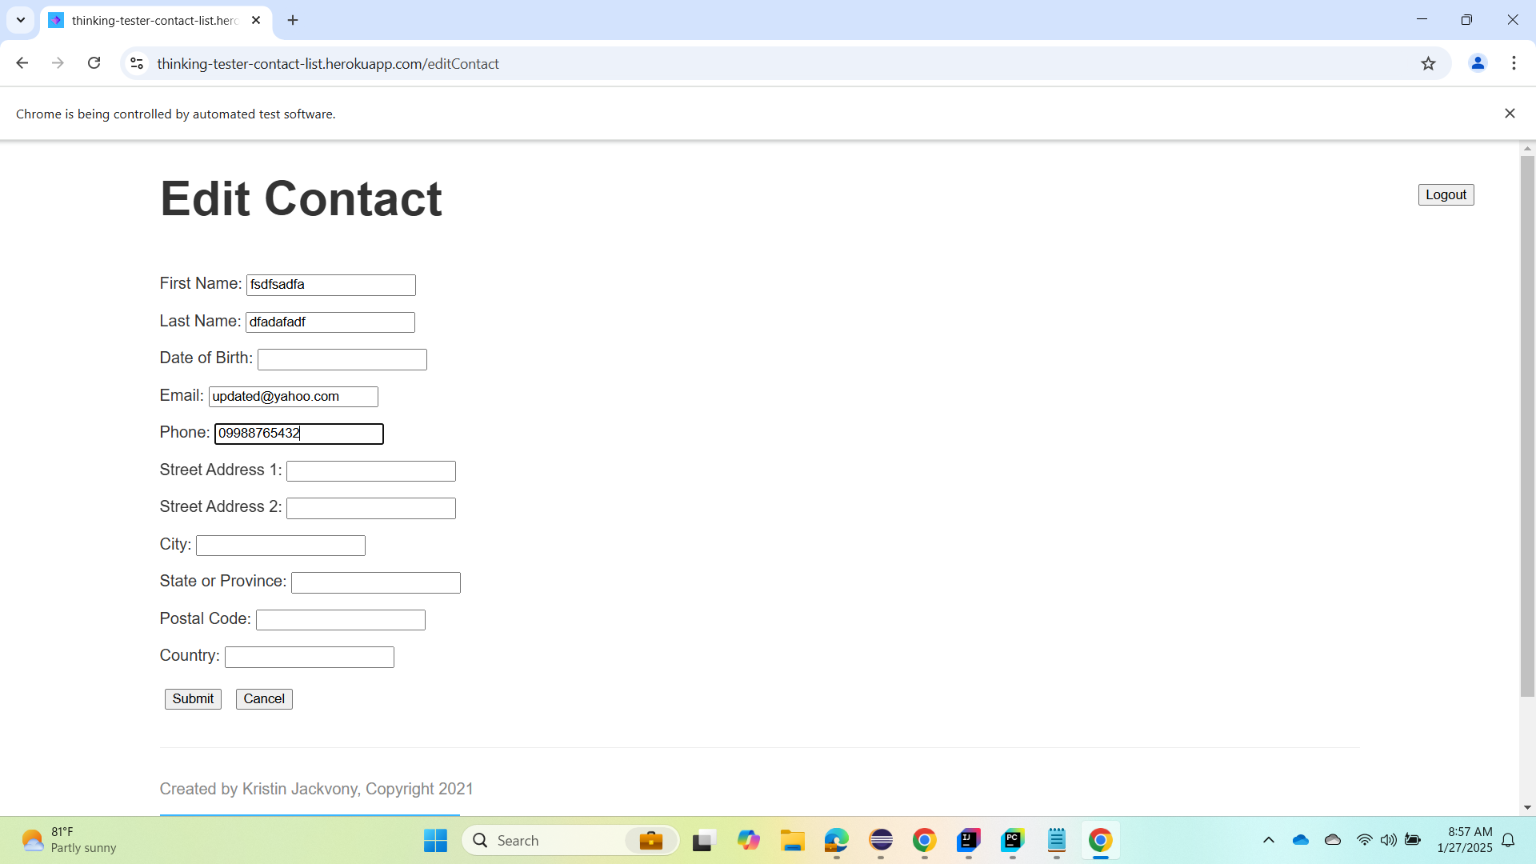 thinking-tester-contact-list.herc
thinking-tester-contact-list.herokuapp.com/editContact
Chrome is being controlled by automated test software.
Edit Contact
Logout
First Name: fsdfsadfa
Last Name: dfadafadf
Date of Birth:
Email: updated@yahoo.com
Phone: 09988765432
Street Address 1:
Street Address 2:
City:
State or Province:
Postal Code:
Country:
Submit Cancel
Created by Kristin Jackvony, Copyright 2021
81°F
Partly sunny
Search
IJ
PC
8:57 AM
1/27/2025